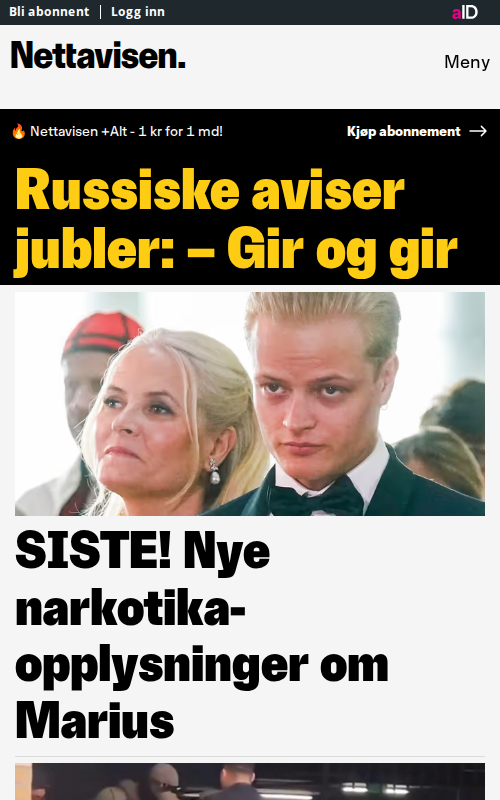 Bli abonnent | Logg inn
aID
Nettavisen.
Meny
🔥 Nettavisen +Alt - 1 kr for 1 md!
Kjøp abonnement →
Russiske aviser
jubler: – Gir og gir
SISTE! Nye
narkotika-
opplysninger om
Marius